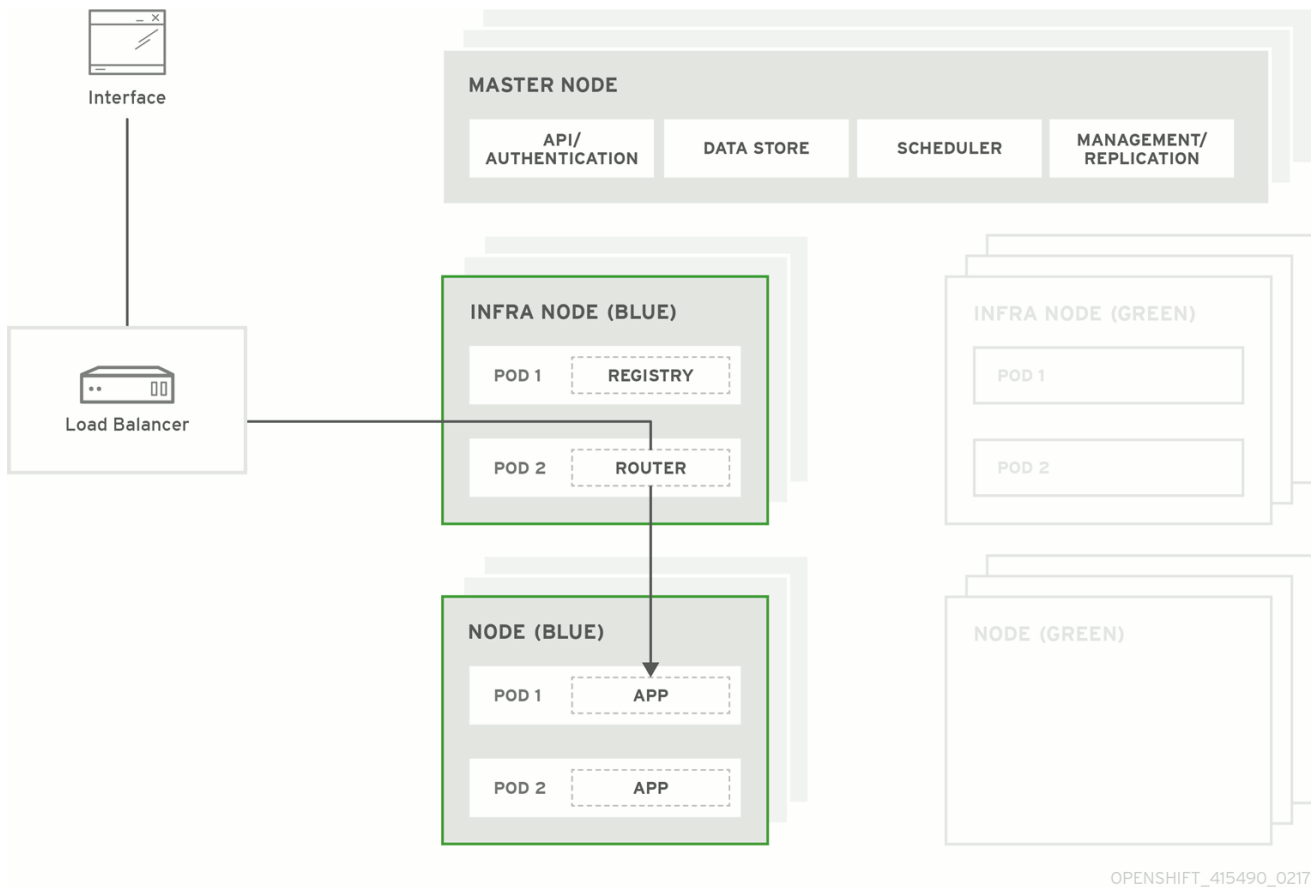 Interface
MASTER NODE
API/
AUTHENTICATION
DATA STORE
SCHEDULER
MANAGEMENT/
REPLICATION
Load Balancer
INFRA NODE (BLUE)
POD 1
REGISTRY
POD 2
ROUTER
INFRA NODE (GREEN)
POD 1
POD 2
NODE (BLUE)
POD 1
APP
POD 2
APP
NODE (GREEN)
OPENSHIFT_415490_0217